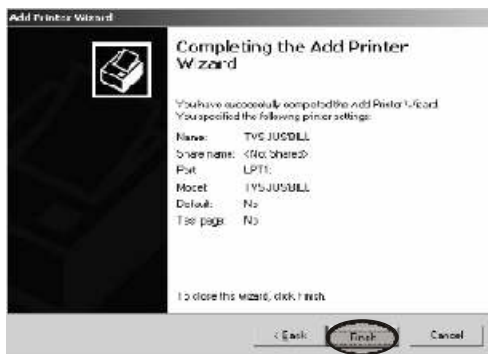 Add Printer Wizard
Completing the Add Printer
Wizard
You have successfully completed the Add Printer Wizard.
You specified the following printer settings:
Name: TVS JUSBILL
Share name: <Not Shared>
Port: LPT1:
Model: TVS JUSBILL
Default: No
Test page: No
To close this wizard, click Finish.
< Back Finish Cancel